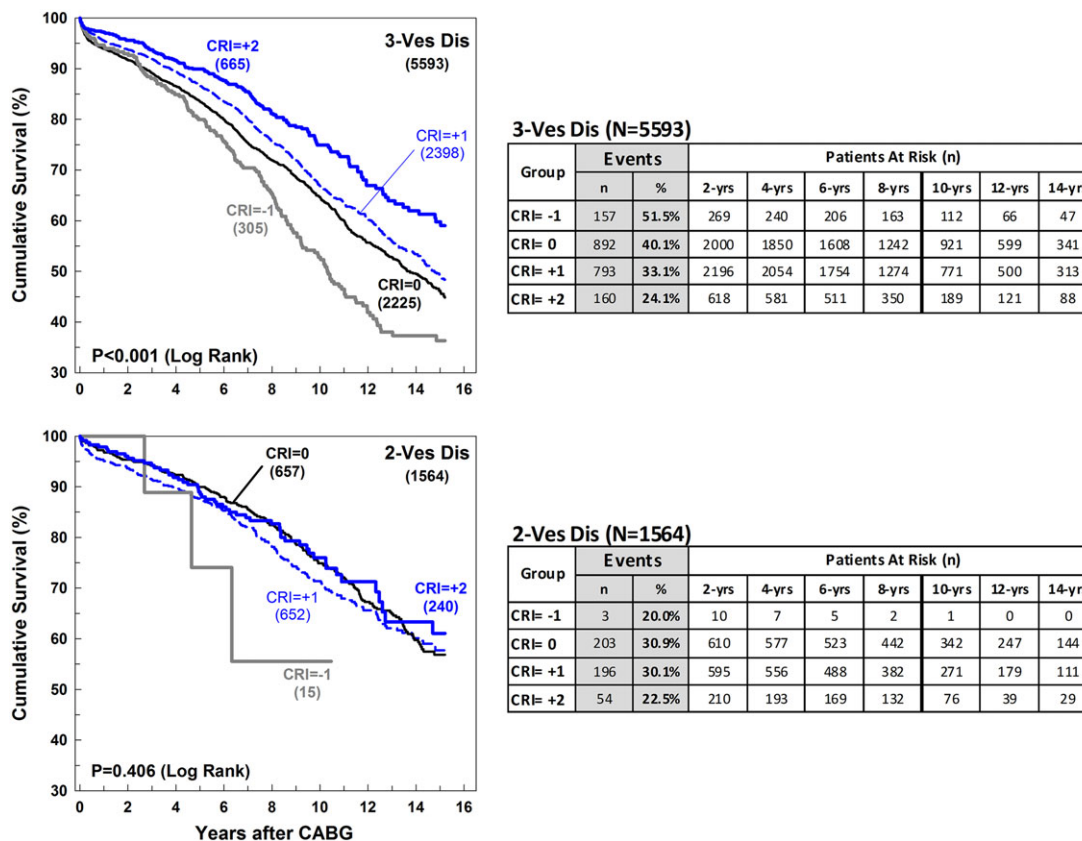 100
90
80
70
60
50
40
30
Cumulative Survival (%)
3-Ves Dis
(5593)
CRI=+2
(665)
CRI=+1
(2398)
CRI=-1
(305)
CRI=0
(2225)
P<0.001 (Log Rank)
0 2 4 6 8 10 12 14 16
3-Ves Dis (N=5593)
Group Events Patients At Risk (n)
n % 2-yrs 4-yrs 6-yrs 8-yrs 10-yrs 12-yrs 14-yrs
CRI= -1 157 51.5% 269 240 206 163 112 66 47
CRI= 0 892 40.1% 2000 1850 1608 1242 921 599 341
CRI= +1 793 33.1% 2196 2054 1754 1274 771 500 313
CRI= +2 160 24.1% 618 581 511 350 189 121 88
100
90
80
70
60
50
40
30
Cumulative Survival (%)
2-Ves Dis
(1564)
CRI=0
(657)
CRI=+1
(652)
CRI=+2
(240)
CRI=-1
(15)
P=0.406 (Log Rank)
0 2 4 6 8 10 12 14 16
Years after CABG
2-Ves Dis (N=1564)
Group Events Patients At Risk (n)
n % 2-yrs 4-yrs 6-yrs 8-yrs 10-yrs 12-yrs 14-yr
CRI= -1 3 20.0% 10 7 5 2 1 0 0
CRI= 0 203 30.9% 610 577 523 442 342 247 144
CRI= +1 196 30.1% 595 556 488 382 271 179 111
CRI= +2 54 22.5% 210 193 169 132 76 39 29